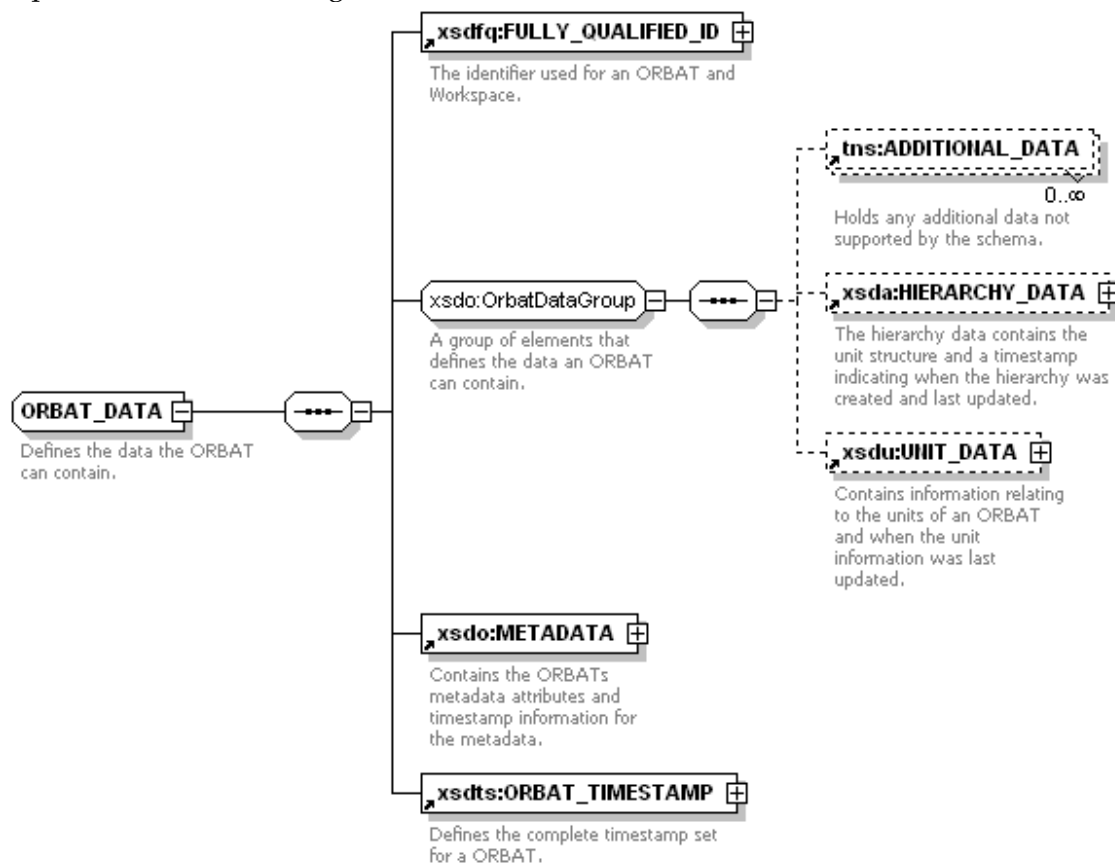 xsdfq:FULLY_QUALIFIED_ID
The identifier used for an ORBAT and
Workspace.
tns:ADDITIONAL_DATA
0..∞
Holds any additional data not
supported by the schema.
xsdo:OrbatDataGroup
A group of elements that
defines the data an ORBAT
can contain.
xsda:HIERARCHY_DATA
The hierarchy data contains the
unit structure and a timestamp
indicating when the hierarchy was
created and last updated.
ORBAT_DATA
Defines the data the ORBAT
can contain.
xsdu:UNIT_DATA
Contains information relating
to the units of an ORBAT
and when the unit
information was last
updated.
xsdo:METADATA
Contains the ORBATs
metadata attributes and
timestamp information for
the metadata.
xsdts:ORBAT_TIMESTAMP
Defines the complete timestamp set
for a ORBAT.